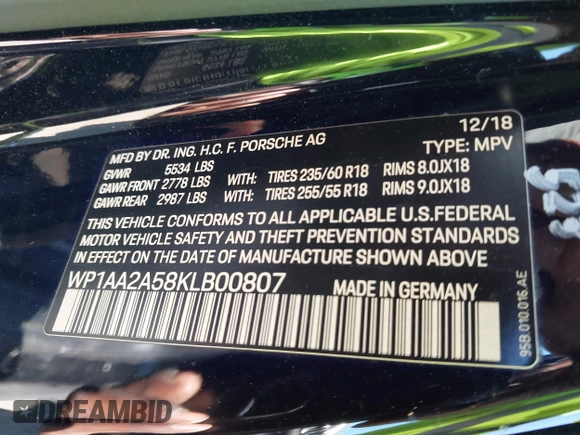 12/18
MFD BY DR. ING. H.C. F. PORSCHE AG TYPE: MPV
GVWR 5534 LBS
GAWR FRONT 2778 LBS WITH: TIRES 235/60 R18 RIMS 8.0JX18
GAWR REAR 2987 LBS WITH: TIRES 255/55 R18 RIMS 9.0JX18
THIS VEHICLE CONFORMS TO ALL APPLICABLE U.S.FEDERAL
MOTOR VEHICLE SAFETY AND THEFT PREVENTION STANDARDS
IN EFFECT ON THE DATE OF MANUFACTURE SHOWN ABOVE
WP1AA2A58KLB00807 MADE IN GERMANY
95B.010.016.AE
DREAMBID